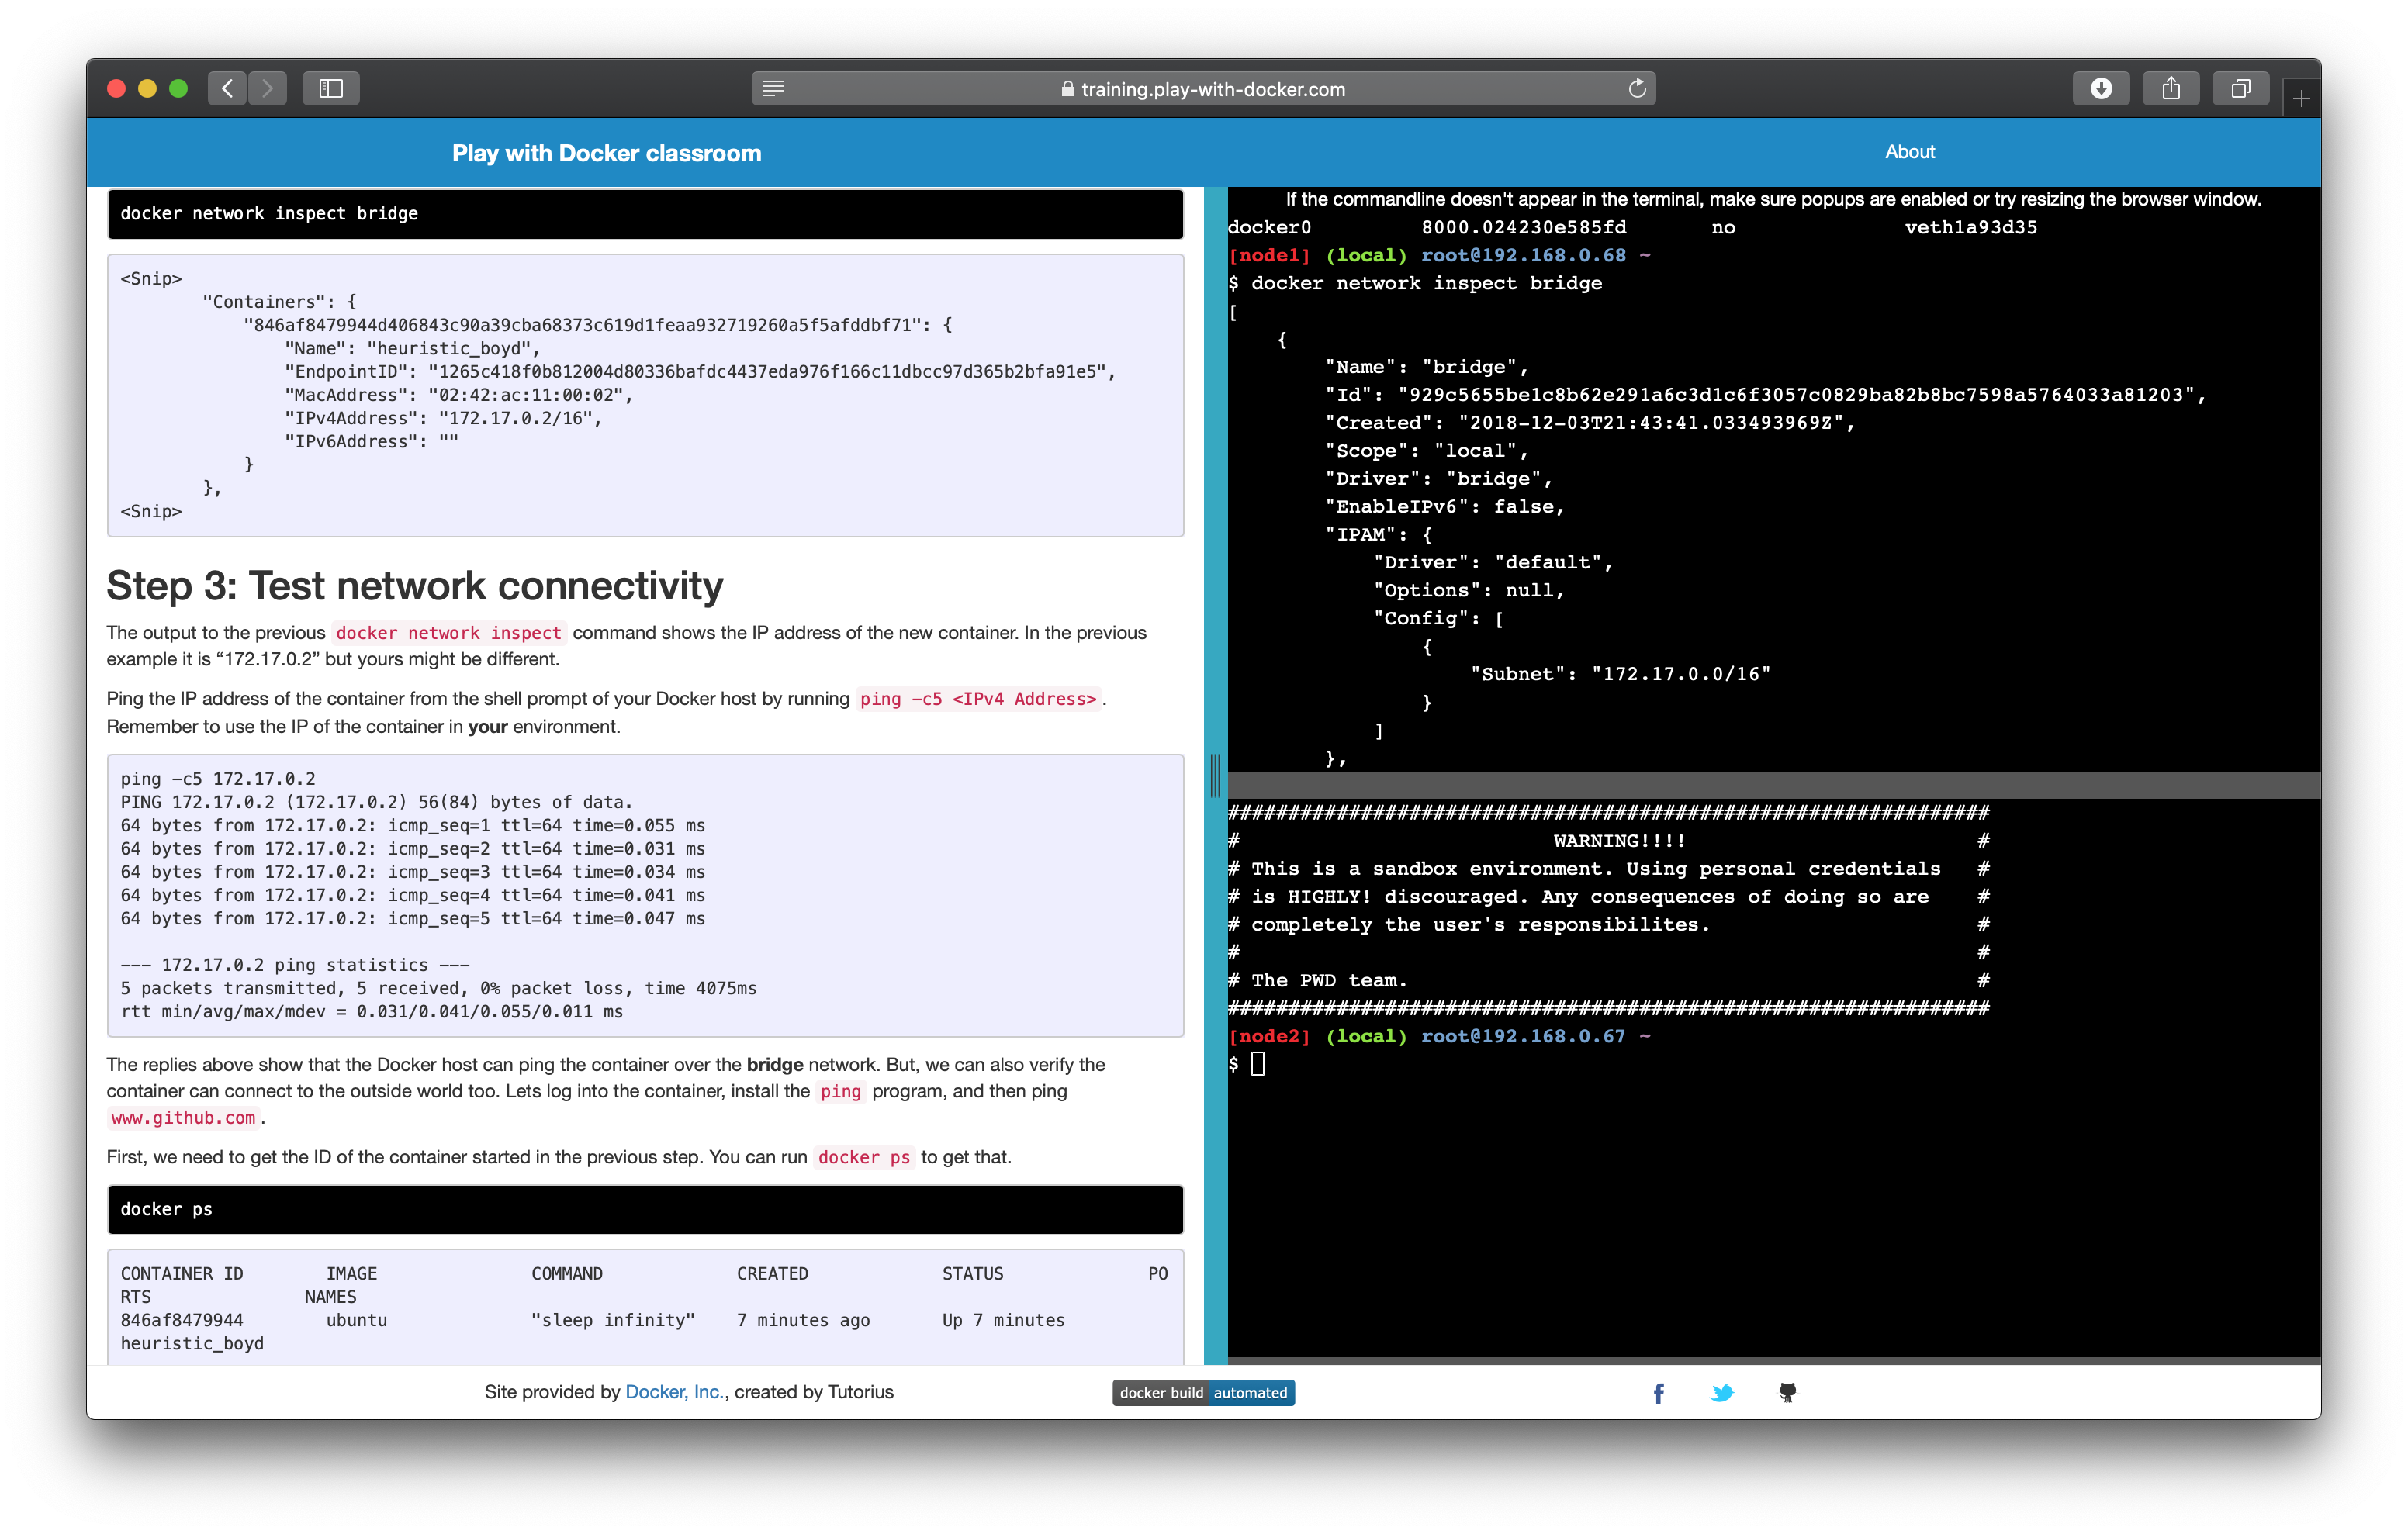 training.play-with-docker.com
Play with Docker classroom
About
docker network inspect bridge
<Snip>
        "Containers": {
            "846af8479944d406843c90a39cba68373c619d1feaa932719260a5f5afddbf71": {
                "Name": "heuristic_boyd",
                "EndpointID": "1265c418f0b812004d80336bafdc4437eda976f166c11dbcc97d365b2bfa91e5",
                "MacAddress": "02:42:ac:11:00:02",
                "IPv4Address": "172.17.0.2/16",
                "IPv6Address": ""
            }
        },
<Snip>
Step 3: Test network connectivity
The output to the previous docker network inspect command shows the IP address of the new container. In the previous
example it is “172.17.0.2” but yours might be different.
Ping the IP address of the container from the shell prompt of your Docker host by running ping -c5 <IPv4 Address>.
Remember to use the IP of the container in your environment.
ping -c5 172.17.0.2
PING 172.17.0.2 (172.17.0.2) 56(84) bytes of data.
64 bytes from 172.17.0.2: icmp_seq=1 ttl=64 time=0.055 ms
64 bytes from 172.17.0.2: icmp_seq=2 ttl=64 time=0.031 ms
64 bytes from 172.17.0.2: icmp_seq=3 ttl=64 time=0.034 ms
64 bytes from 172.17.0.2: icmp_seq=4 ttl=64 time=0.041 ms
64 bytes from 172.17.0.2: icmp_seq=5 ttl=64 time=0.047 ms
--- 172.17.0.2 ping statistics ---
5 packets transmitted, 5 received, 0% packet loss, time 4075ms
rtt min/avg/max/mdev = 0.031/0.041/0.055/0.011 ms
The replies above show that the Docker host can ping the container over the bridge network. But, we can also verify the
container can connect to the outside world too. Lets log into the container, install the ping program, and then ping
www.github.com.
First, we need to get the ID of the container started in the previous step. You can run docker ps to get that.
docker ps
CONTAINER ID        IMAGE               COMMAND             CREATED             STATUS              PO
RTS               NAMES
846af8479944        ubuntu              "sleep infinity"    7 minutes ago       Up 7 minutes
heuristic_boyd
If the commandline doesn't appear in the terminal, make sure popups are enabled or try resizing the browser window.
docker0         8000.024230e585fd       no              veth1a93d35
[node1] (local) root@192.168.0.68 ~
$ docker network inspect bridge
[
    {
        "Name": "bridge",
        "Id": "929c5655be1c8b62e291a6c3d1c6f3057c0829ba82b8bc7598a5764033a81203",
        "Created": "2018-12-03T21:43:41.033493969Z",
        "Scope": "local",
        "Driver": "bridge",
        "EnableIPv6": false,
        "IPAM": {
            "Driver": "default",
            "Options": null,
            "Config": [
                {
                    "Subnet": "172.17.0.0/16"
                }
            ]
        },
###############################################################
#                          WARNING!!!!                        #
# This is a sandbox environment. Using personal credentials   #
# is HIGHLY! discouraged. Any consequences of doing so are    #
# completely the user's responsibilites.                      #
#                                                             #
# The PWD team.                                               #
###############################################################
[node2] (local) root@192.168.0.67 ~
$
Site provided by Docker, Inc., created by Tutorius
docker build automated